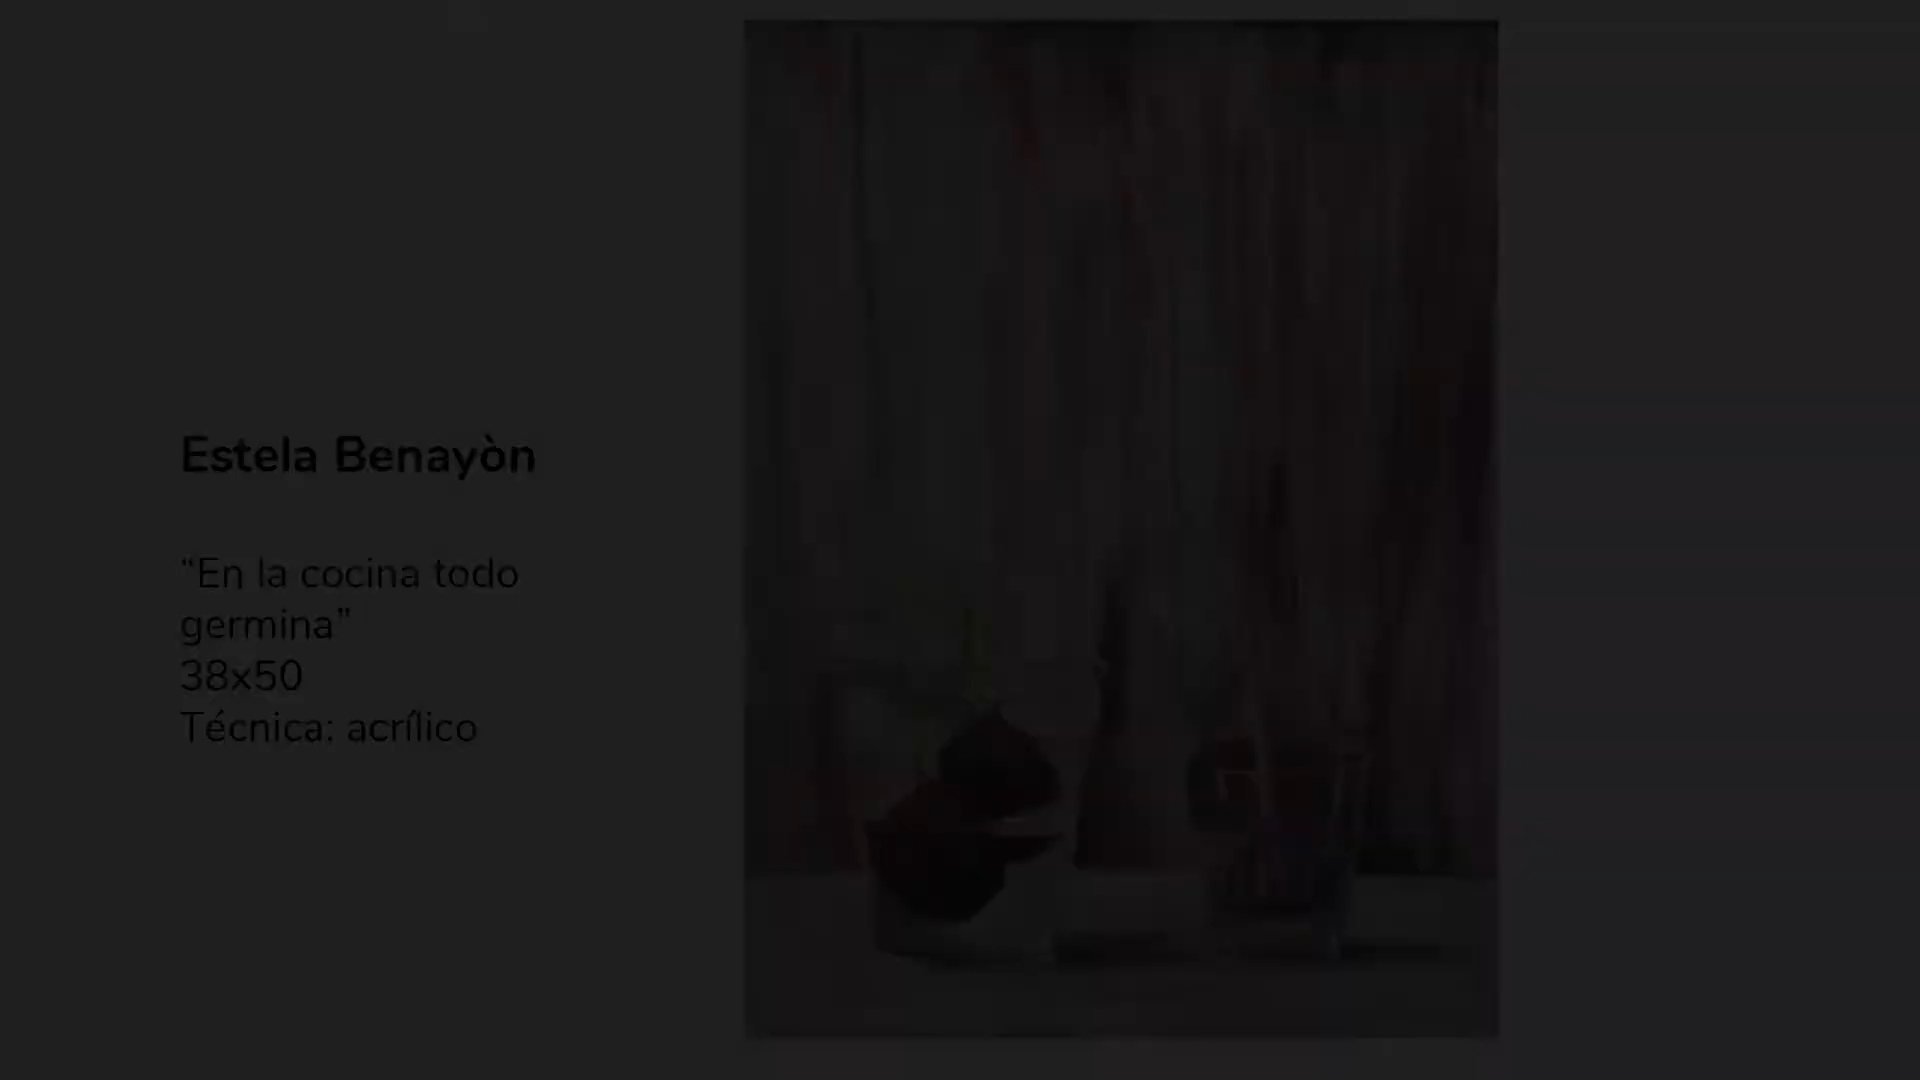 Estela Benayòn
“En la cocina todo
germina”
38x50
Técnica: acrílico